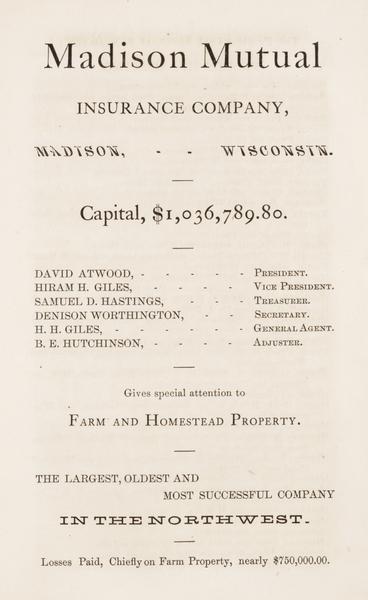 Madison Mutual
INSURANCE COMPANY,
MADISON, - - WISCONSIN.
Capital, $1,036,789.80.
DAVID ATWOOD, - - - - - PRESIDENT.
HIRAM H. GILES, - - - - VICE PRESIDENT.
SAMUEL D. HASTINGS, - - - TREASURER.
DENISON WORTHINGTON, - - SECRETARY.
H. H. GILES, - - - - - - GENERAL AGENT.
B. E. HUTCHINSON, - - - - ADJUSTER.
Gives special attention to
FARM AND HOMESTEAD PROPERTY.
THE LARGEST, OLDEST AND
MOST SUCCESSFUL COMPANY
IN THE NORTHWEST.
Losses Paid, Chiefly on Farm Property, nearly $750,000.00.